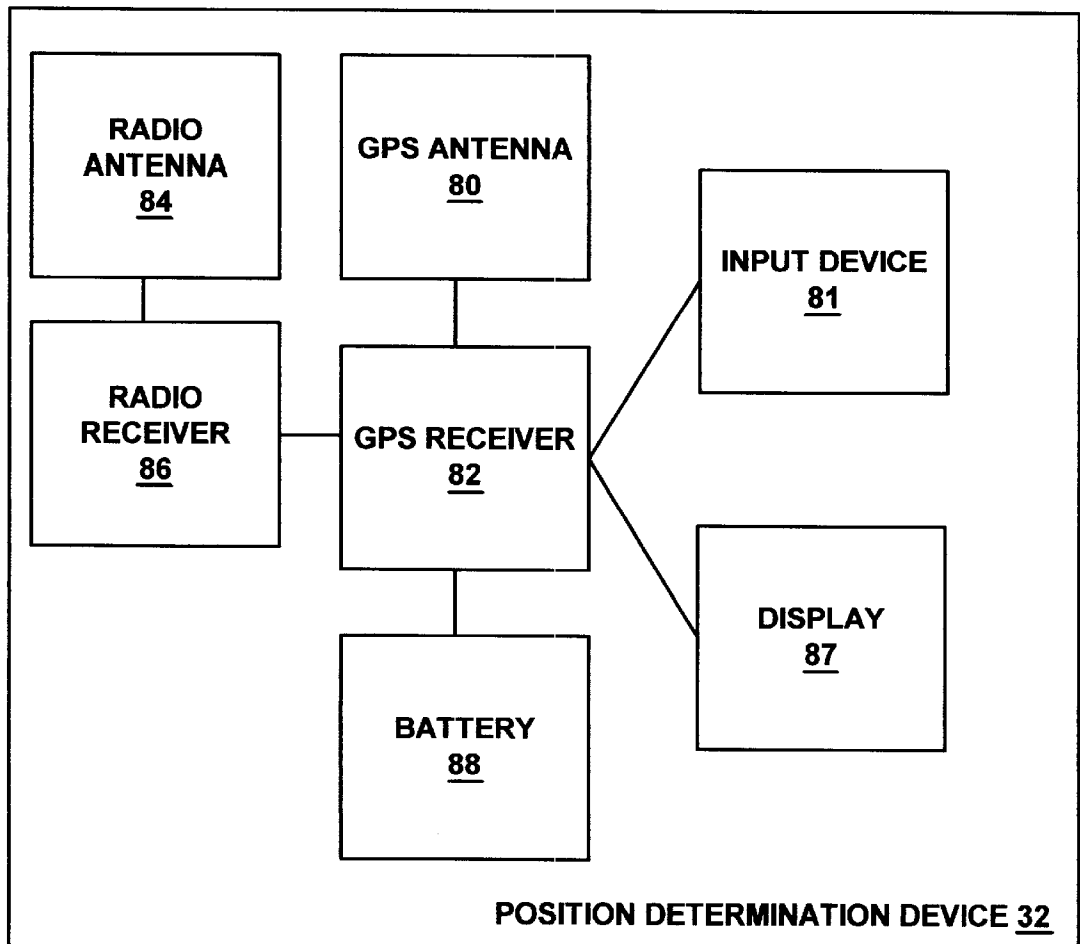 RADIO
ANTENNA
84
GPS ANTENNA
80
INPUT DEVICE
81
RADIO
RECEIVER
86
GPS RECEIVER
82
DISPLAY
87
BATTERY
88
POSITION DETERMINATION DEVICE 32